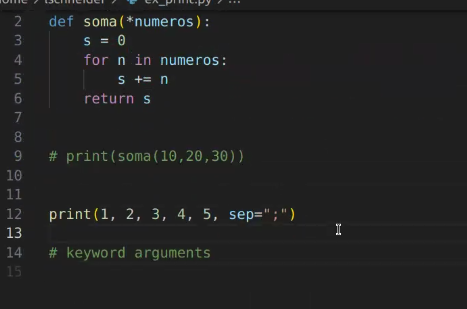 ome > lschneider > ex_print.py > ...
2 def soma(*numeros):
3 s = 0
4 for n in numeros:
5 s += n
6 return s
7
8
9 # print(soma(10,20,30))
10
11
12 print(1, 2, 3, 4, 5, sep=";")
13
14 # keyword arguments
15